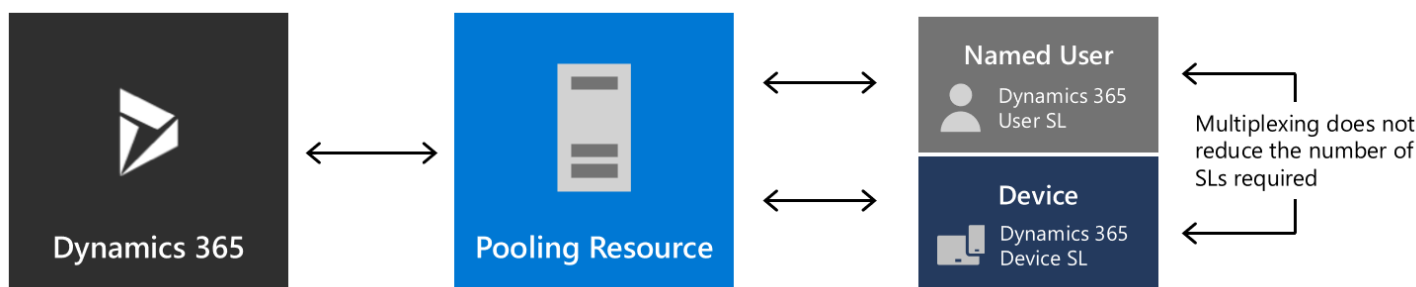 Dynamics 365
Pooling Resource
Named User
Dynamics 365
User SL
Device
Dynamics 365
Device SL
Multiplexing does not
reduce the number of
SLs required